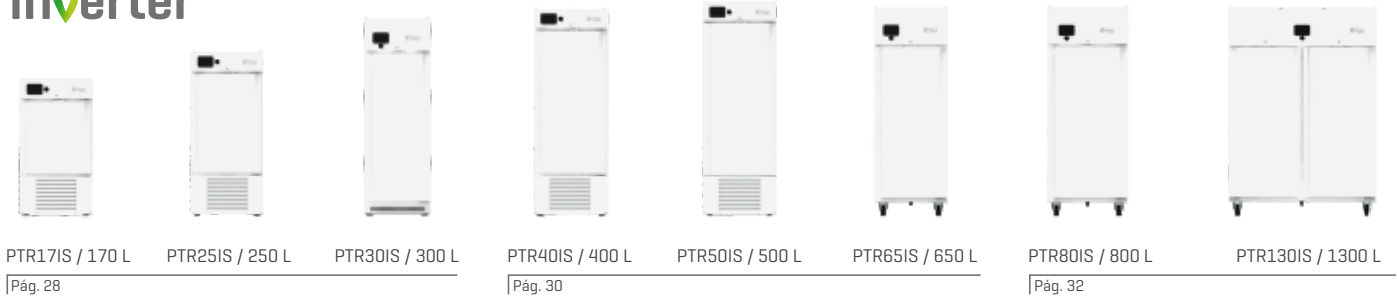 inverter
PTR17IS / 170 L PTR25IS / 250 L PTR30IS / 300 L PTR40IS / 400 L PTR50IS / 500 L PTR65IS / 650 L PTR80IS / 800 L PTR130IS / 1300 L
Pág. 28 Pág. 30 Pág. 32